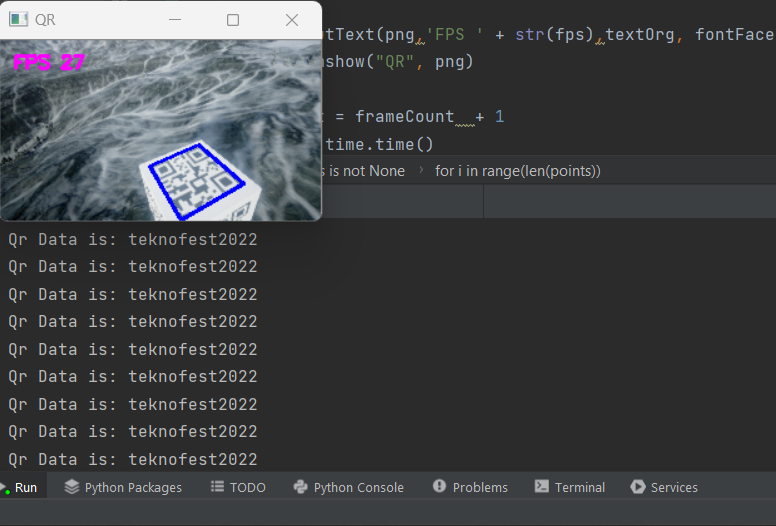 QR
FPS 27
tText(png,'FPS ' + str(fps),textOrg, fontFace
show("QR", png)
= frameCount + 1
time.time()
is not None › for i in range(len(points))
Qr Data is: teknofest2022
Qr Data is: teknofest2022
Qr Data is: teknofest2022
Qr Data is: teknofest2022
Qr Data is: teknofest2022
Qr Data is: teknofest2022
Qr Data is: teknofest2022
Qr Data is: teknofest2022
Qr Data is: teknofest2022
Run Python Packages TODO Python Console Problems Terminal Services